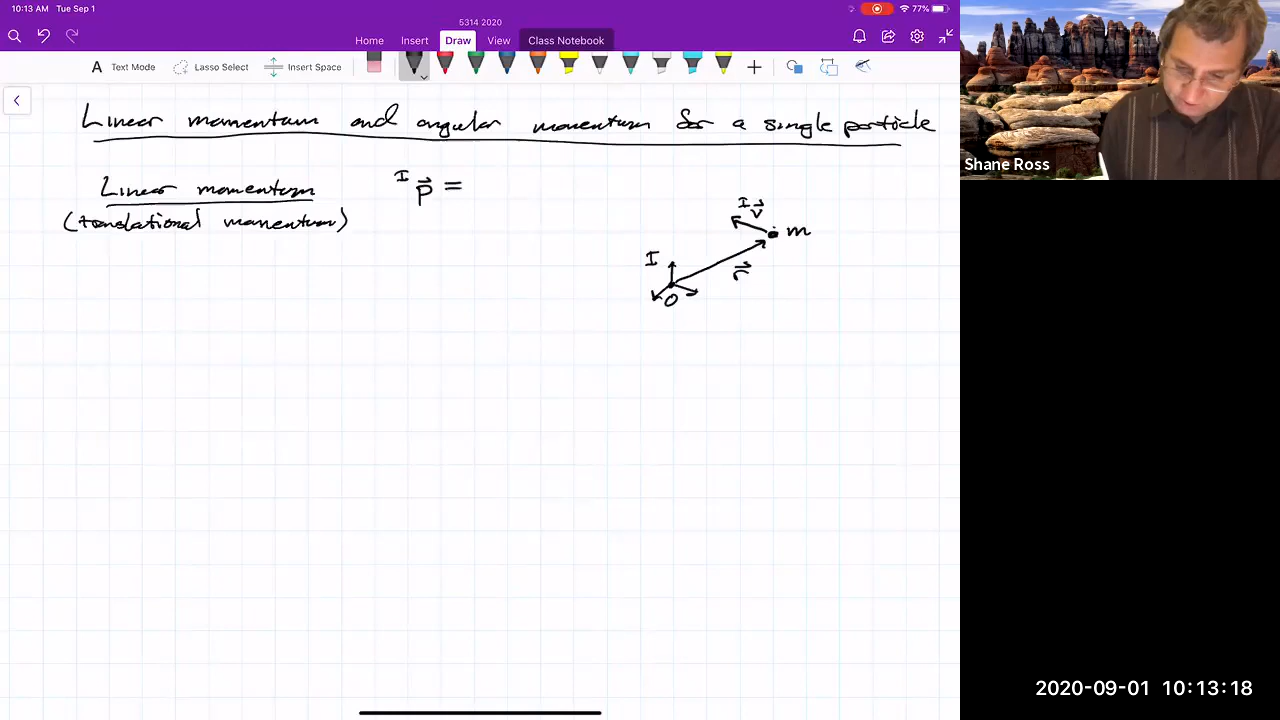 10:13 AM Tue Sep 1
77%
5314 2020
Home Insert Draw View Class Notebook
A Text Mode Lasso Select Insert Space
Linear momentum and angular momentum for a single particle
Linear momentum
(translational momentum)
I p⃗ =
I v⃗
m
I
r⃗
O
Shane Ross
2020-09-01 10:13:18